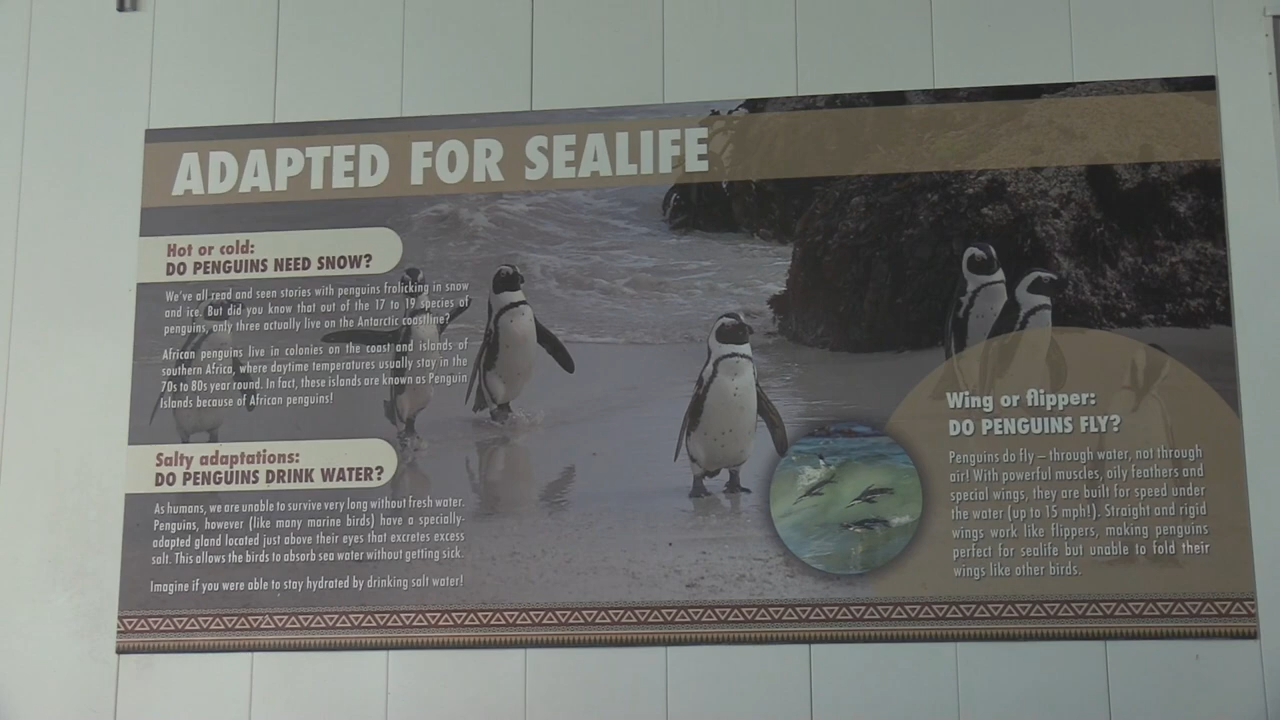 ADAPTED FOR SEALIFE
Hot or cold:
DO PENGUINS NEED SNOW?
We've all read and seen stories with penguins frolicking in snow
and ice. But did you know that out of the 17 to 19 species of
penguins, only three actually live on the Antarctic coastline?
African penguins live in colonies on the coast and islands of
southern Africa, where daytime temperatures usually stay in the
70s to 80s year round. In fact, these islands are known as Penguin
Islands because of African penguins!
Salty adaptations:
DO PENGUINS DRINK WATER?
As humans, we are unable to survive very long without fresh water.
Penguins, however (like many marine birds) have a specially-
adapted gland located just above their eyes that excretes excess
salt. This allows the birds to absorb sea water without getting sick.
Imagine if you were able to stay hydrated by drinking salt water!
Wing or flipper:
DO PENGUINS FLY?
Penguins do fly – through water, not through
air! With powerful muscles, oily feathers and
special wings, they are built for speed under
the water (up to 15 mph!). Straight and rigid
wings work like flippers, making penguins
perfect for sealife but unable to fold their
wings like other birds.